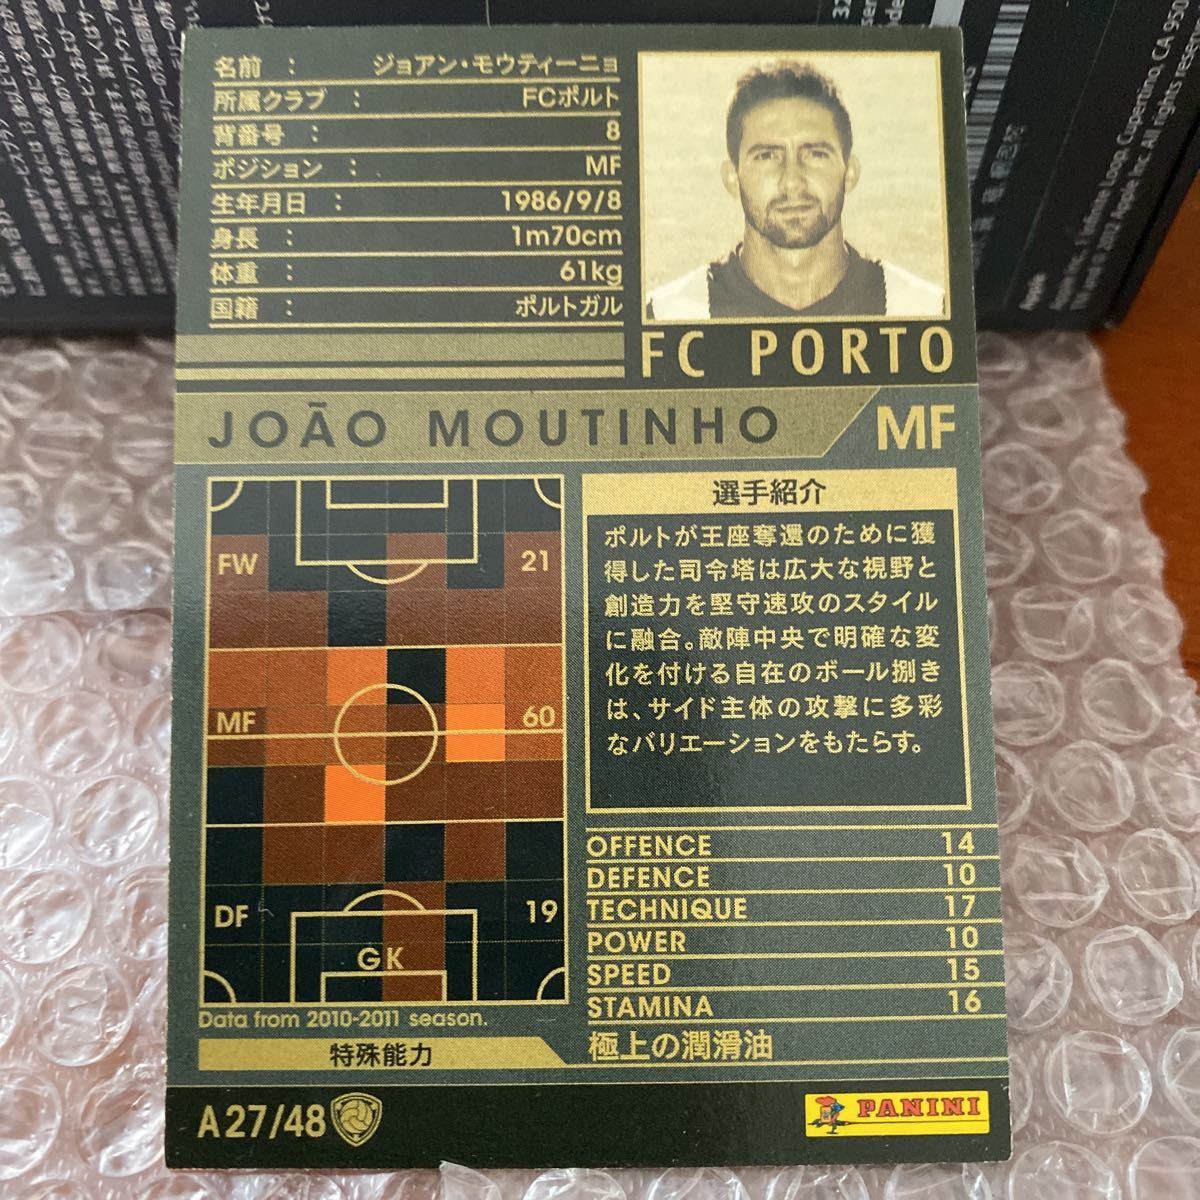 名前 : ジョアン・モウティーニョ
所属クラブ : FCポルト
背番号 : 8
ポジション : MF
生年月日 : 1986/9/8
身長 : 1m70cm
体重 : 61kg
国籍 : ポルトガル
FC PORTO
JOÃO MOUTINHO MF
FW 21
MF 60
DF 19
GK
Data from 2010-2011 season.
選手紹介
ポルトが王座奪還のために獲
得した司令塔は広大な視野と
創造力を堅守速攻のスタイル
に融合。敵陣中央で明確な変
化を付ける自在のボール捌き
は、サイド主体の攻撃に多彩
なバリエーションをもたらす。
OFFENCE 14
DEFENCE 10
TECHNIQUE 17
POWER 10
SPEED 15
STAMINA 16
特殊能力 極上の潤滑油
A27/48
PANINI